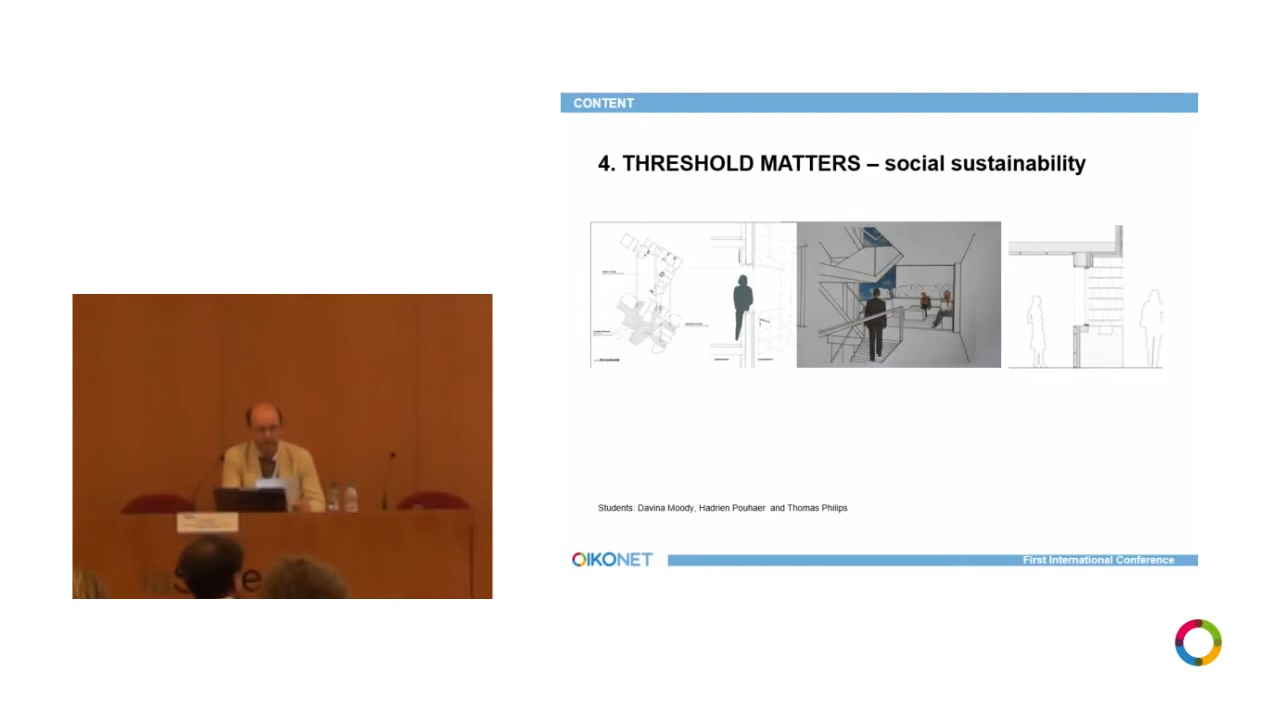 CONTENT
4. THRESHOLD MATTERS – social sustainability
Students: Davina Moody, Hadrien Pouhaer and Thomas Philips
OIKONET
First International Conference